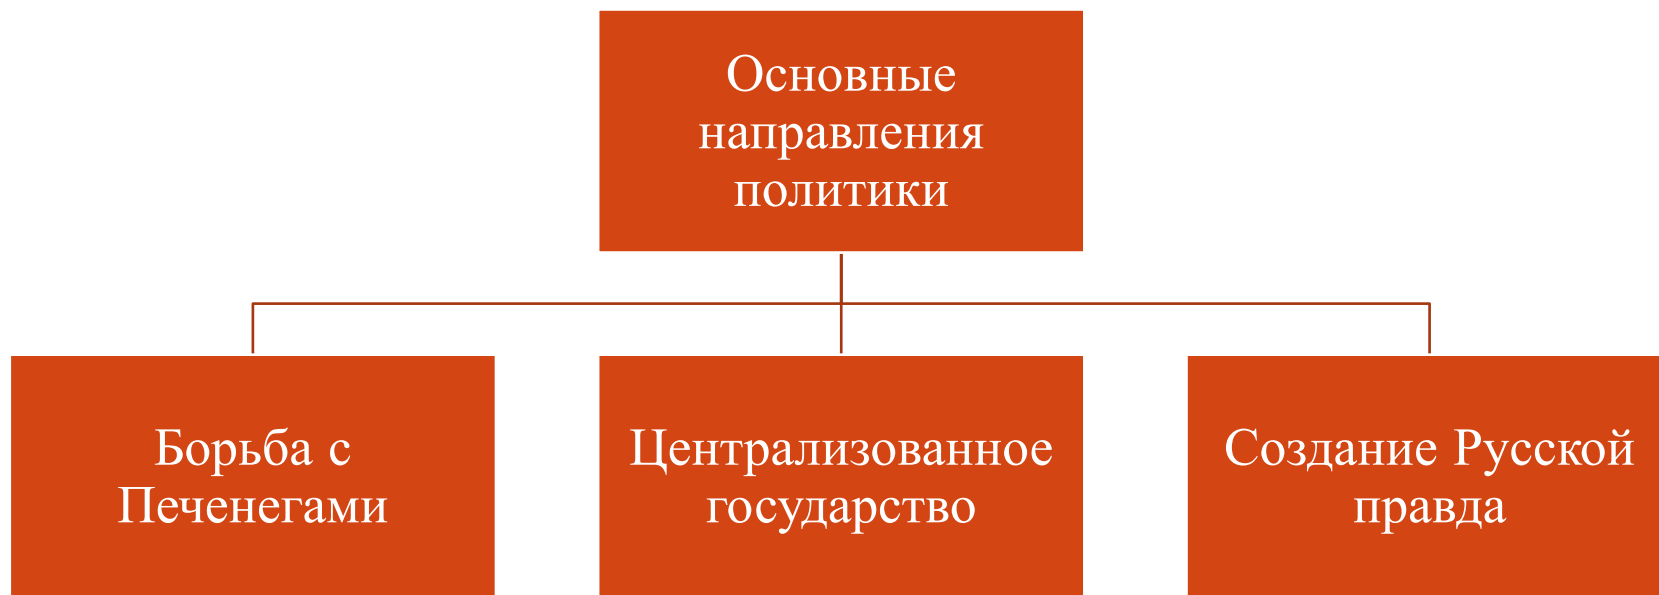 Основные
направления
политики
Борьба с
Печенегами
Централизованное
государство
Создание Русской
правда